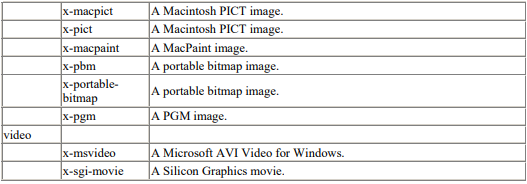 x-macpict A Macintosh PICT image.
x-pict A Macintosh PICT image.
x-macpaint A MacPaint image.
x-pbm A portable bitmap image.
x-portable-
bitmap A portable bitmap image.
x-pgm A PGM image.
video
x-msvideo A Microsoft AVI Video for Windows.
x-sgi-movie A Silicon Graphics movie.